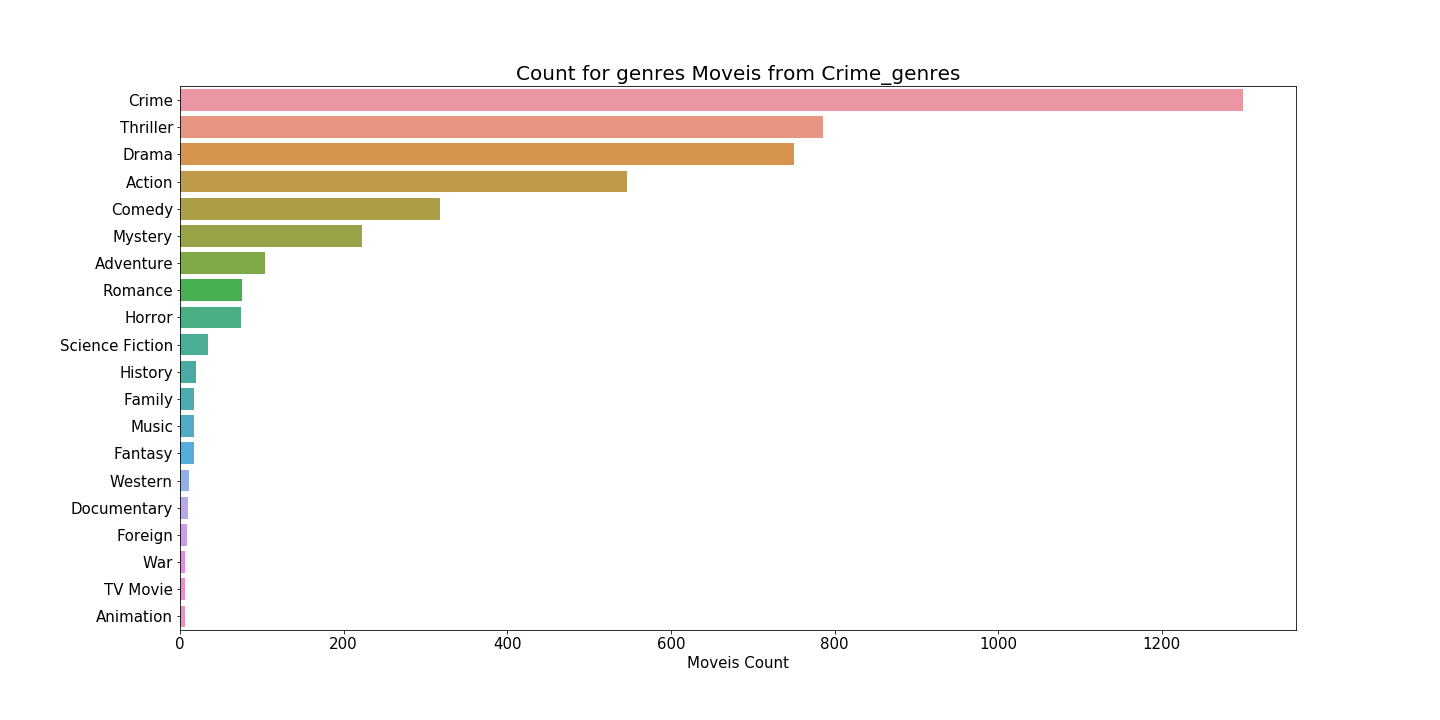 Count for genres Moveis from Crime_genres
Crime
Thriller
Drama
Action
Comedy
Mystery
Adventure
Romance
Horror
Science Fiction
History
Family
Music
Fantasy
Western
Documentary
Foreign
War
TV Movie
Animation
0 200 400 600 800 1000 1200
Moveis Count